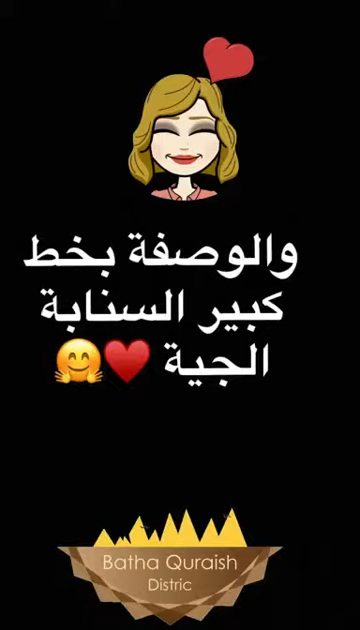 والوصفة بخط
كبير السنابة
الجية ♥️🤗
Batha Quraish
Distric